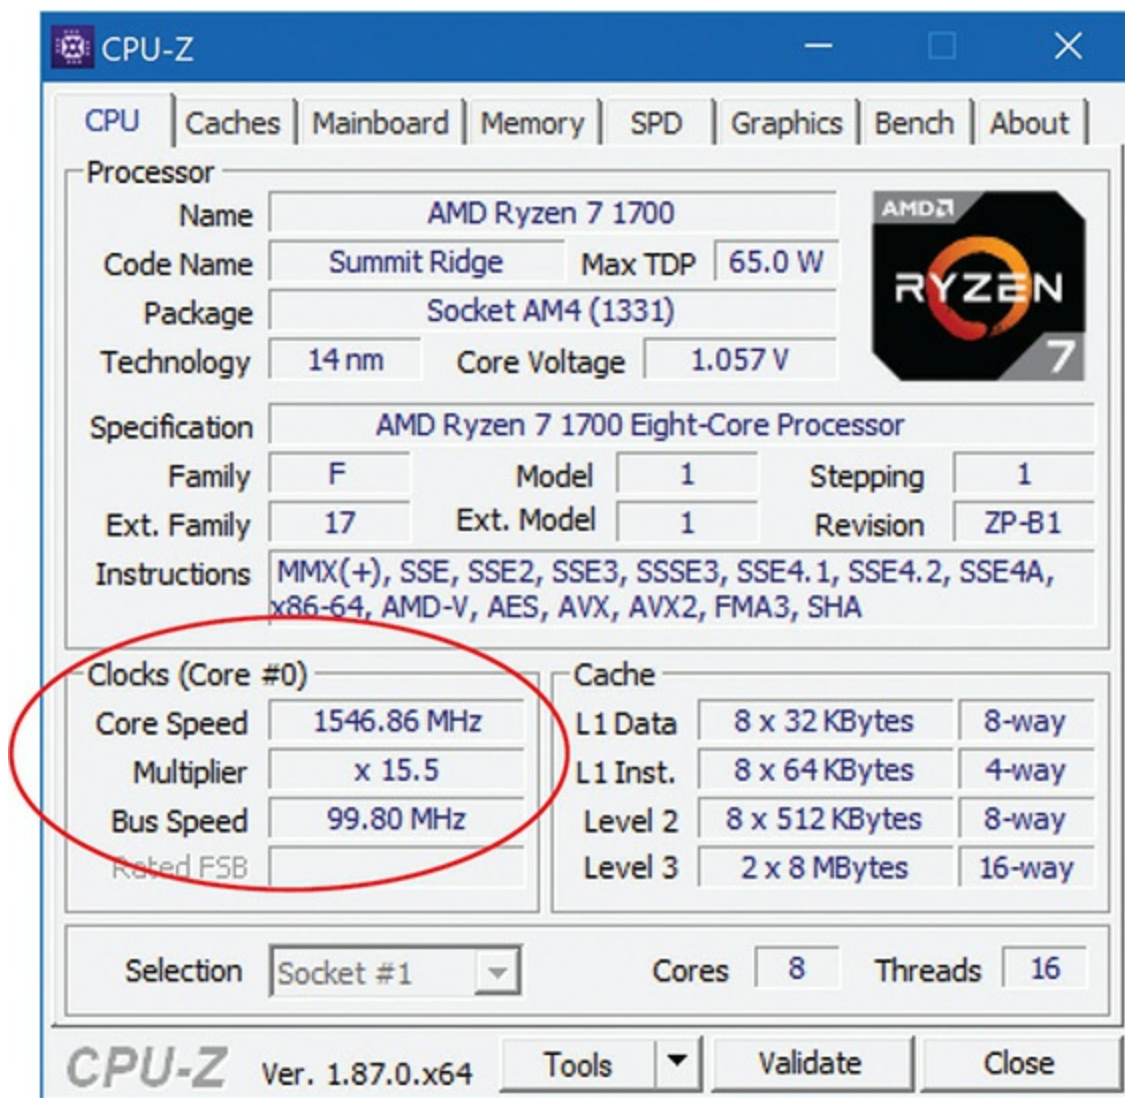 CPU-Z
CPU Caches Mainboard Memory SPD Graphics Bench About
Processor
Name AMD Ryzen 7 1700
Code Name Summit Ridge Max TDP 65.0 W
Package Socket AM4 (1331)
Technology 14 nm Core Voltage 1.057 V
AMD
RYZEN
7
Specification AMD Ryzen 7 1700 Eight-Core Processor
Family F Model 1 Stepping 1
Ext. Family 17 Ext. Model 1 Revision ZP-B1
Instructions MMX(+), SSE, SSE2, SSE3, SSSE3, SSE4.1, SSE4.2, SSE4A,
x86-64, AMD-V, AES, AVX, AVX2, FMA3, SHA
Clocks (Core #0)
Core Speed 1546.86 MHz
Multiplier x 15.5
Bus Speed 99.80 MHz
Rated FSB
Cache
L1 Data 8 x 32 KBytes 8-way
L1 Inst. 8 x 64 KBytes 4-way
Level 2 8 x 512 KBytes 8-way
Level 3 2 x 8 MBytes 16-way
Selection Socket #1 Cores 8 Threads 16
CPU-Z Ver. 1.87.0.x64 Tools Validate Close